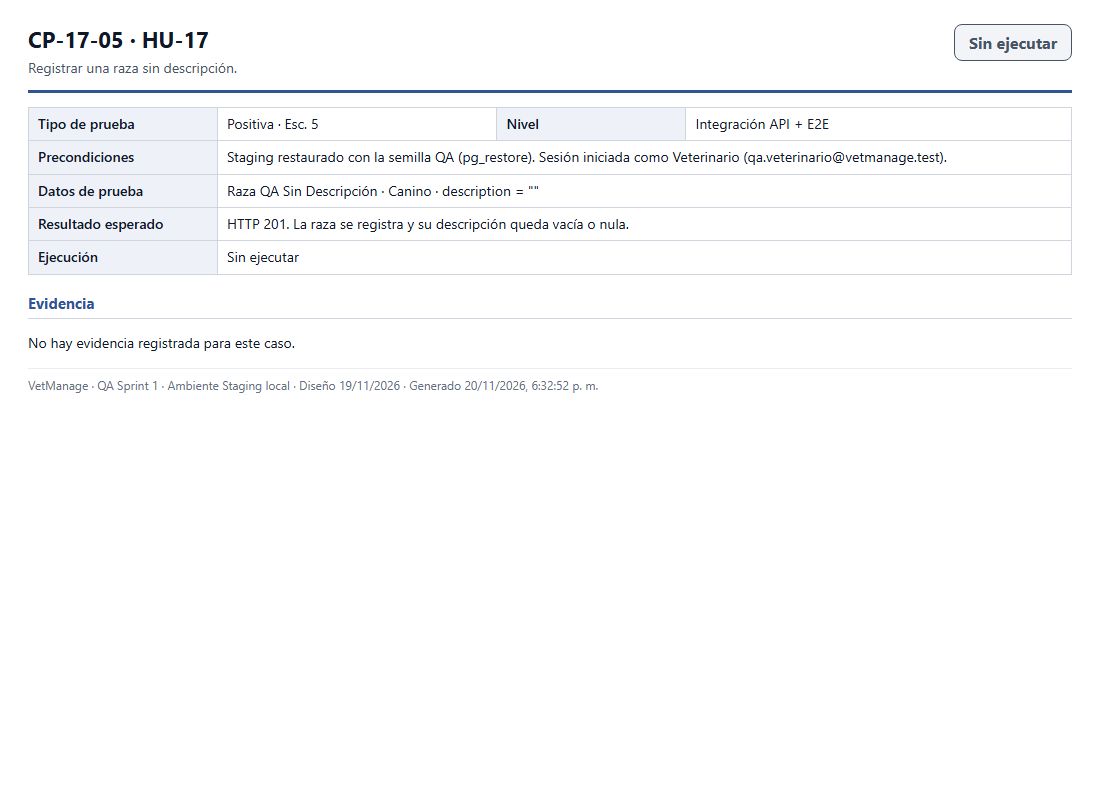 CP-17-05 · HU-17
Sin ejecutar
Registrar una raza sin descripción.
Tipo de prueba Positiva · Esc. 5 Nivel Integración API + E2E
Precondiciones Staging restaurado con la semilla QA (pg_restore). Sesión iniciada como Veterinario (qa.veterinario@vetmanage.test).
Datos de prueba Raza QA Sin Descripción · Canino · description = ""
Resultado esperado HTTP 201. La raza se registra y su descripción queda vacía o nula.
Ejecución Sin ejecutar
Evidencia
No hay evidencia registrada para este caso.
VetManage · QA Sprint 1 · Ambiente Staging local · Diseño 19/11/2026 · Generado 20/11/2026, 6:32:52 p. m.